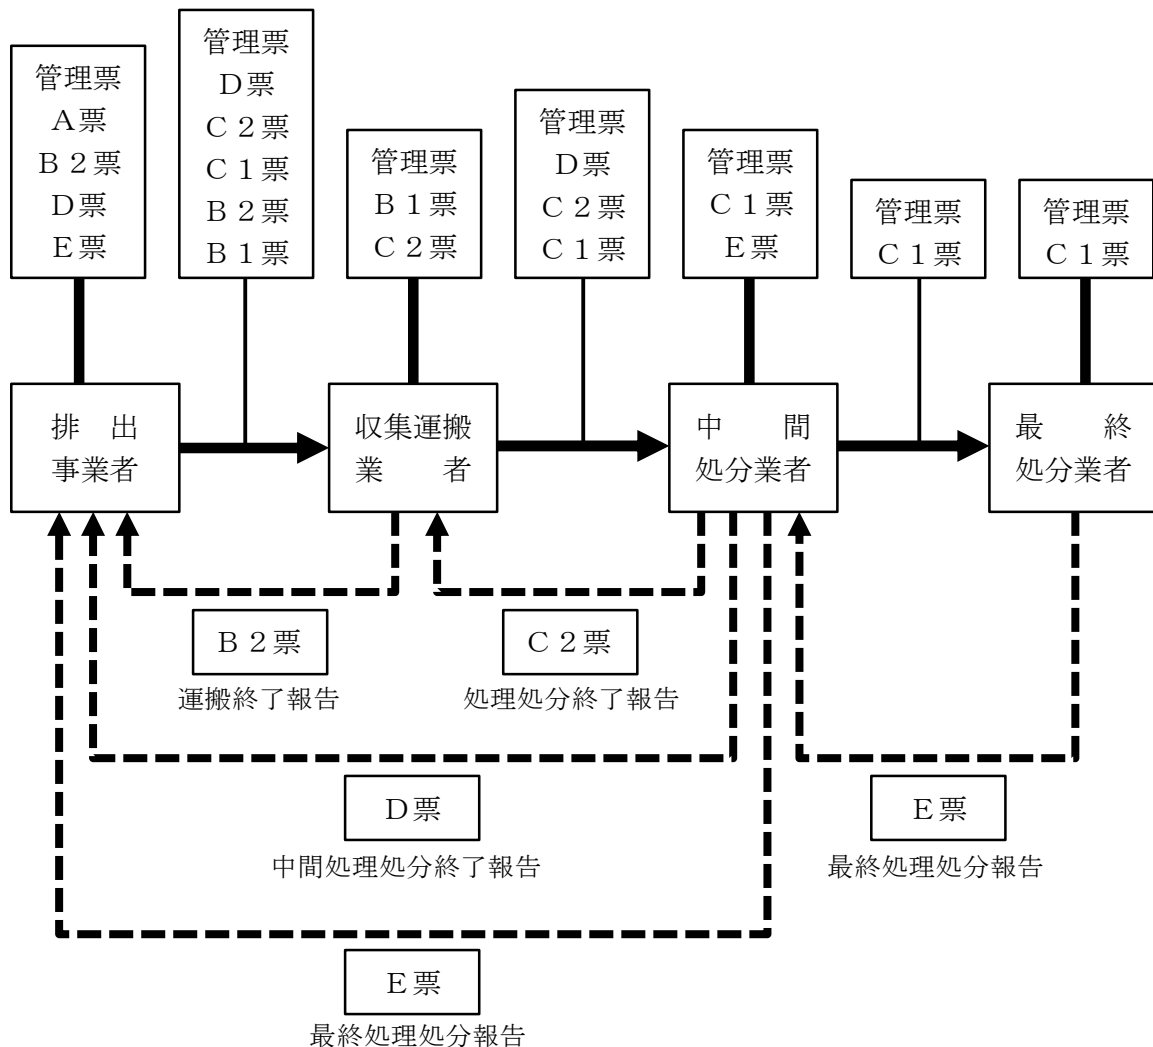 管理票
A票
B2票
D票
E票
管理票
D票
C2票
C1票
B2票
B1票
管理票
B1票
C2票
管理票
D票
C2票
C1票
管理票
C1票
E票
管理票
C1票
管理票
C1票
排　出
事業者
収集運搬
業　　者
中　　間
処分業者
最　　終
処分業者
B2票
運搬終了報告
C2票
処理処分終了報告
D票
中間処理処分終了報告
E票
最終処理処分報告
E票
最終処理処分報告